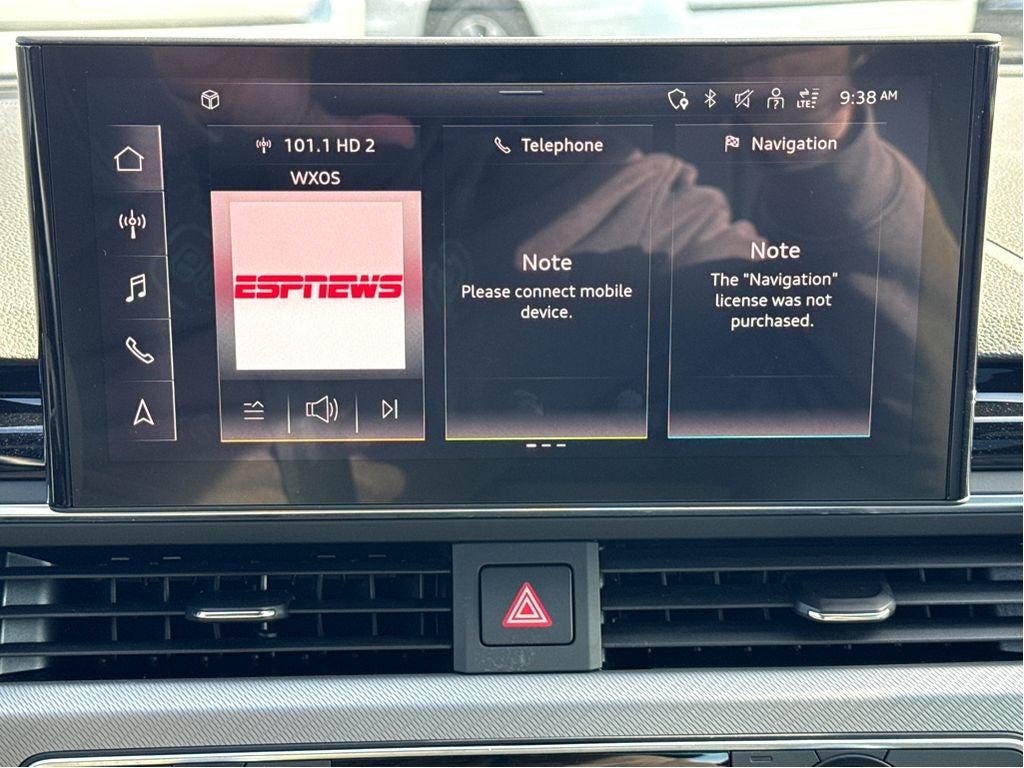 LTE
9:38 AM
101.1 HD 2
WXOS
ESPNEWS
Telephone
Note
Please connect mobile
device.
Navigation
Note
The "Navigation"
license was not
purchased.